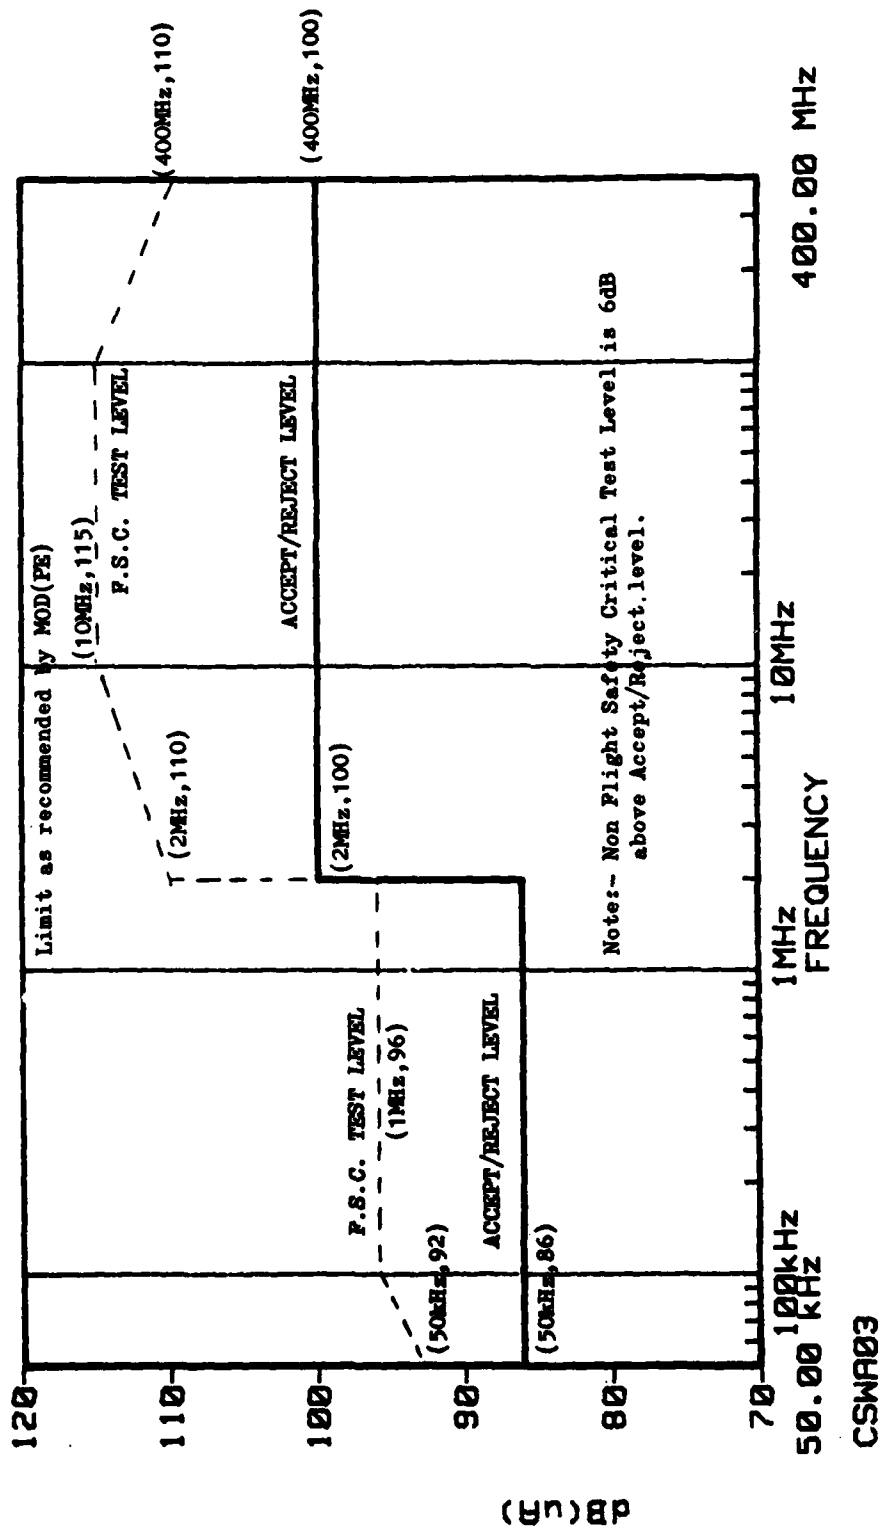 120
110
100
90
80
70
dB(uA)
Limit as recommended by MOD(PE)
(10MHz,115)
F.S.C. TEST LEVEL
(400MHz,110)
(2MHz,110)
ACCEPT/REJECT LEVEL
(400MHz,100)
(2MHz,100)
F.S.C. TEST LEVEL
(1MHz,96)
(50kHz,92)
ACCEPT/REJECT LEVEL
(50kHz,86)
Note:- Non Flight Safety Critical Test Level is 6dB
above Accept/Reject level.
50.00 kHz
100kHz
1MHz
10MHz
400.00 MHz
FREQUENCY
CSWA03